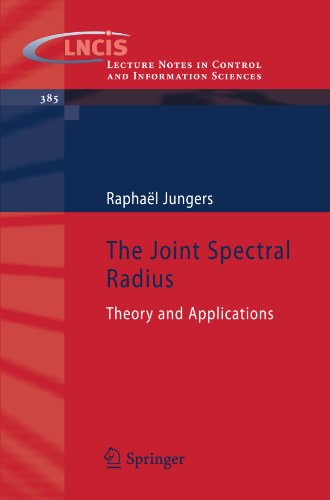 LNCIS
LECTURE NOTES IN CONTROL
AND INFORMATION SCIENCES
385
Raphaël Jungers
The Joint Spectral
Radius
Theory and Applications
Springer